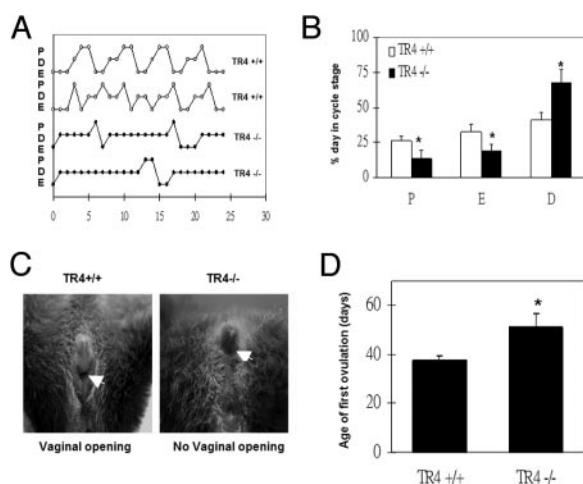 A
P
D
E
TR4 +/+
P
D
E
TR4 +/+
P
D
E
TR4 -/-
P
D
E
TR4 -/-
0 5 10 15 20 25 30
B
% day in cycle stage
100
75
50
25
0
TR4 +/+
TR4 -/-
* * *
P E D
C
TR4+/+ TR4-/-
Vaginal opening No Vaginal opening
D
Age of first ovulation (days)
60
40
20
0
*
TR4 +/+ TR4 -/-